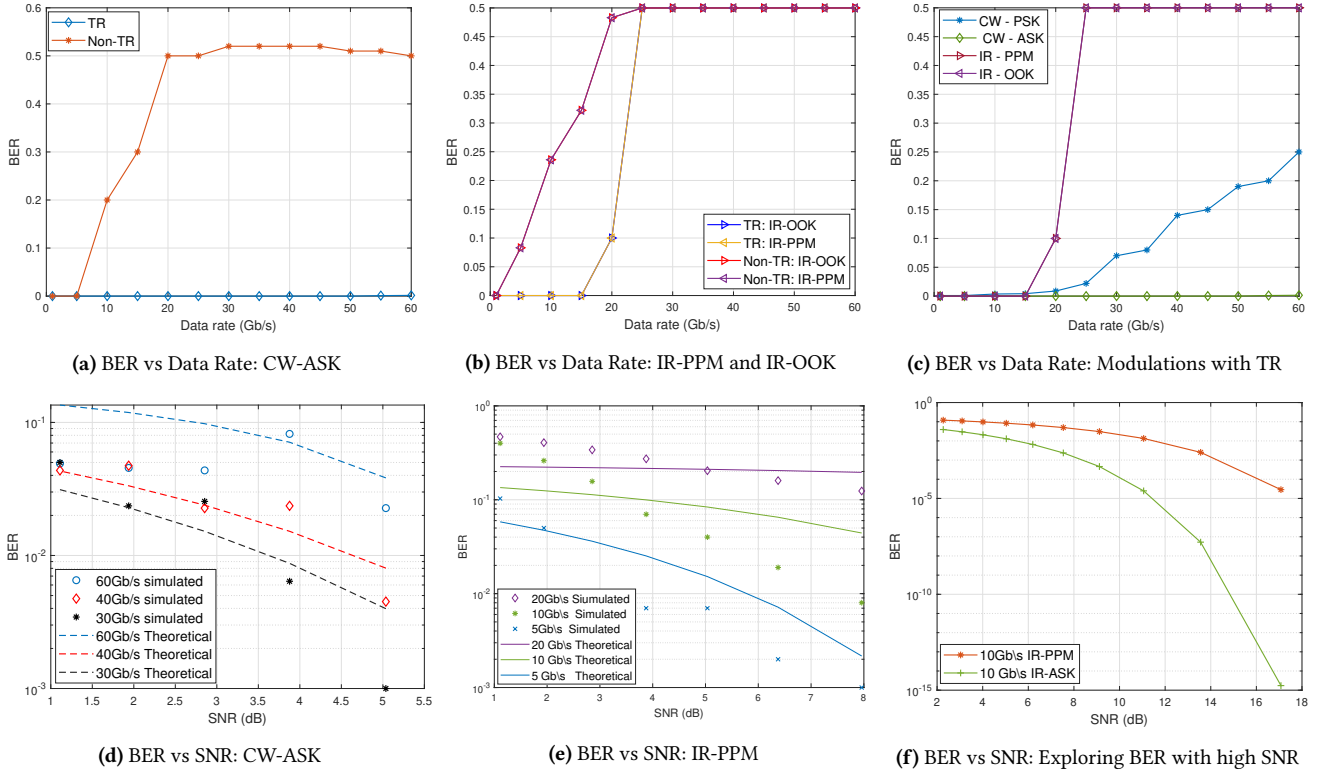 TR
Non-TR
0.6
0.5
0.4
0.3
0.2
0.1
0
BER
0 10 20 30 40 50 60
Data rate (Gb/s)
(a) BER vs Data Rate: CW-ASK
0.5
0.45
0.4
0.35
0.3
0.25
0.2
0.15
0.1
0.05
0
BER
TR: IR-OOK
TR: IR-PPM
Non-TR: IR-OOK
Non-TR: IR-PPM
0 10 20 30 40 50 60
Data rate (Gb/s)
(b) BER vs Data Rate: IR-PPM and IR-OOK
CW - PSK
CW - ASK
IR - PPM
IR - OOK
0.5
0.45
0.4
0.35
0.3
0.25
0.2
0.15
0.1
0.05
0
BER
0 10 20 30 40 50 60
Data rate (Gb/s)
(c) BER vs Data Rate: Modulations with TR
10-1
10-2
10-3
BER
60Gb/s simulated
40Gb/s simulated
30Gb/s simulated
60Gb/s Theoretical
40Gb/s Theoretical
30Gb/s Theoretical
1 1.5 2 2.5 3 3.5 4 4.5 5 5.5
SNR (dB)
(d) BER vs SNR: CW-ASK
100
10-1
10-2
10-3
BER
20Gb\s Siumulated
10Gb\s Simulated
5Gb\s Simulated
20 Gb\s Theoretical
10 Gb\s Theoretical
5 Gb\s Theoretical
1 2 3 4 5 6 7 8
SNR (dB)
(e) BER vs SNR: IR-PPM
100
10-5
10-10
10-15
BER
10Gb\s IR-PPM
10 Gb\s IR-ASK
2 4 6 8 10 12 14 16 18
SNR (dB)
(f) BER vs SNR: Exploring BER with high SNR